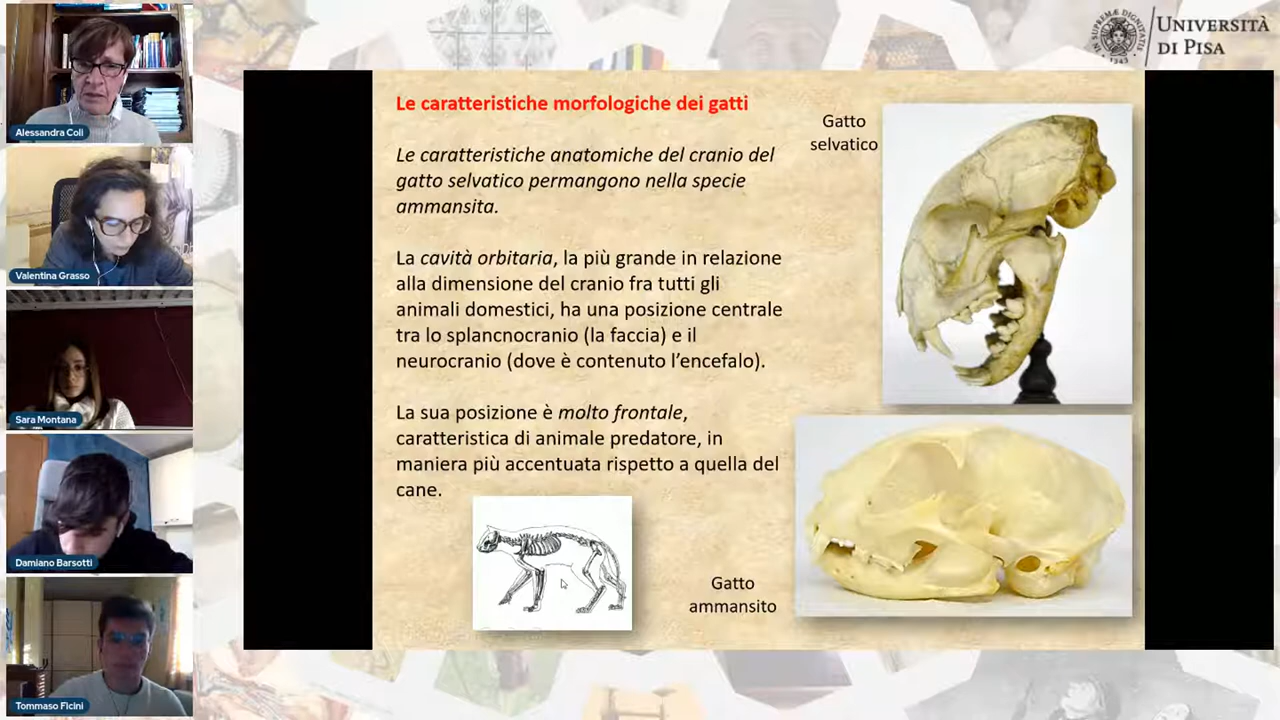 UNIVERSITÀ
DI PISA
IN SUPREMÆ DIGNITATIS
1343
Alessandra Coli
Valentina Grasso
Sara Montana
Damiano Barsotti
Tommaso FIcini
Le caratteristiche morfologiche dei gatti
Le caratteristiche anatomiche del cranio del
gatto selvatico permangono nella specie
ammansita.
La cavità orbitaria, la più grande in relazione
alla dimensione del cranio fra tutti gli
animali domestici, ha una posizione centrale
tra lo splancnocranio (la faccia) e il
neurocranio (dove è contenuto l'encefalo).
La sua posizione è molto frontale,
caratteristica di animale predatore, in
maniera più accentuata rispetto a quella del
cane.
Gatto
selvatico
Gatto
ammansito